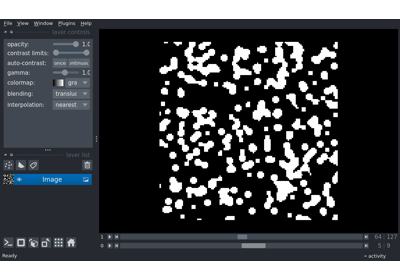 File View Window Plugins Help
layer controls
opacity: 1.0
contrast limits:
auto-contrast: once continuous
gamma: 1.0
colormap: gra
blending: translu
interpolation: nearest
layer list
Image
1 64 127
0 5 9
Ready activity